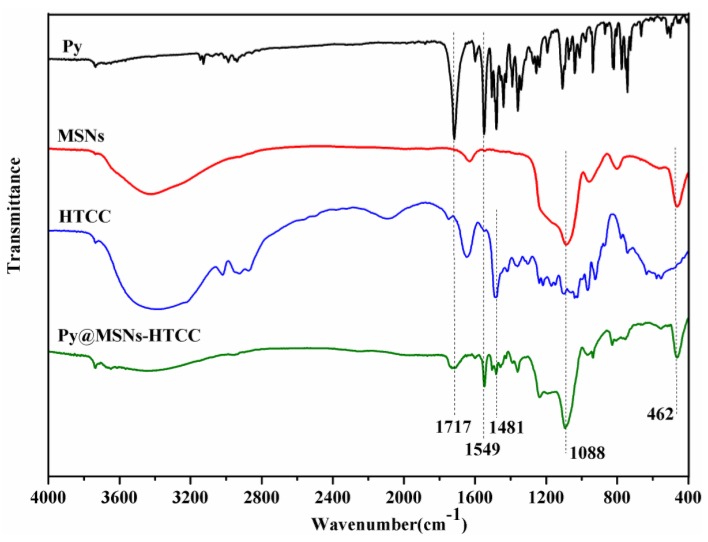 Py
MSNs
HTCC
Py@MSNs-HTCC
Transmittance
1717
1481
462
1549
1088
4000 3600 3200 2800 2400 2000 1600 1200 800 400
Wavenumber(cm-1)